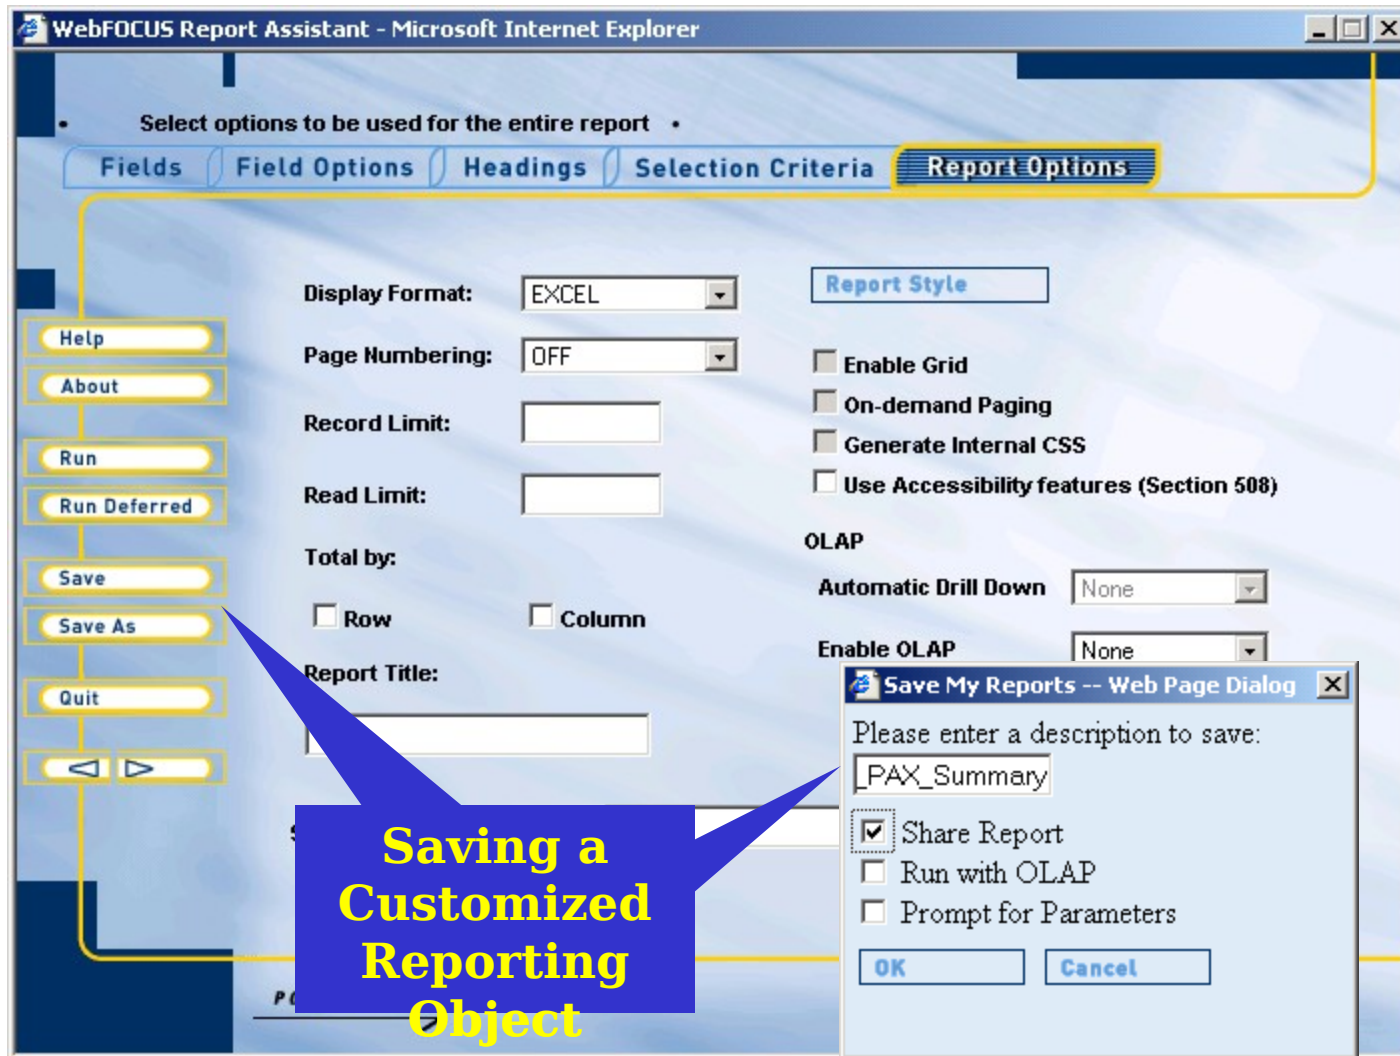 WebFOCUS Report Assistant - Microsoft Internet Explorer
• Select options to be used for the entire report •
Fields Field Options Headings Selection Criteria Report Options
Display Format: EXCEL Report Style
Help
Page Numbering: OFF Enable Grid
About
On-demand Paging
Record Limit:
Generate Internal CSS
Run
Use Accessibility features (Section 508)
Read Limit:
Run Deferred
OLAP
Total by:
Save
Automatic Drill Down None
Row Column
Save As
Enable OLAP None
Report Title:
Quit
Save My Reports -- Web Page Dialog
Please enter a description to save:
_PAX_Summary
Share Report
Run with OLAP
Prompt for Parameters
OK Cancel
Saving a
Customized
Reporting
Object